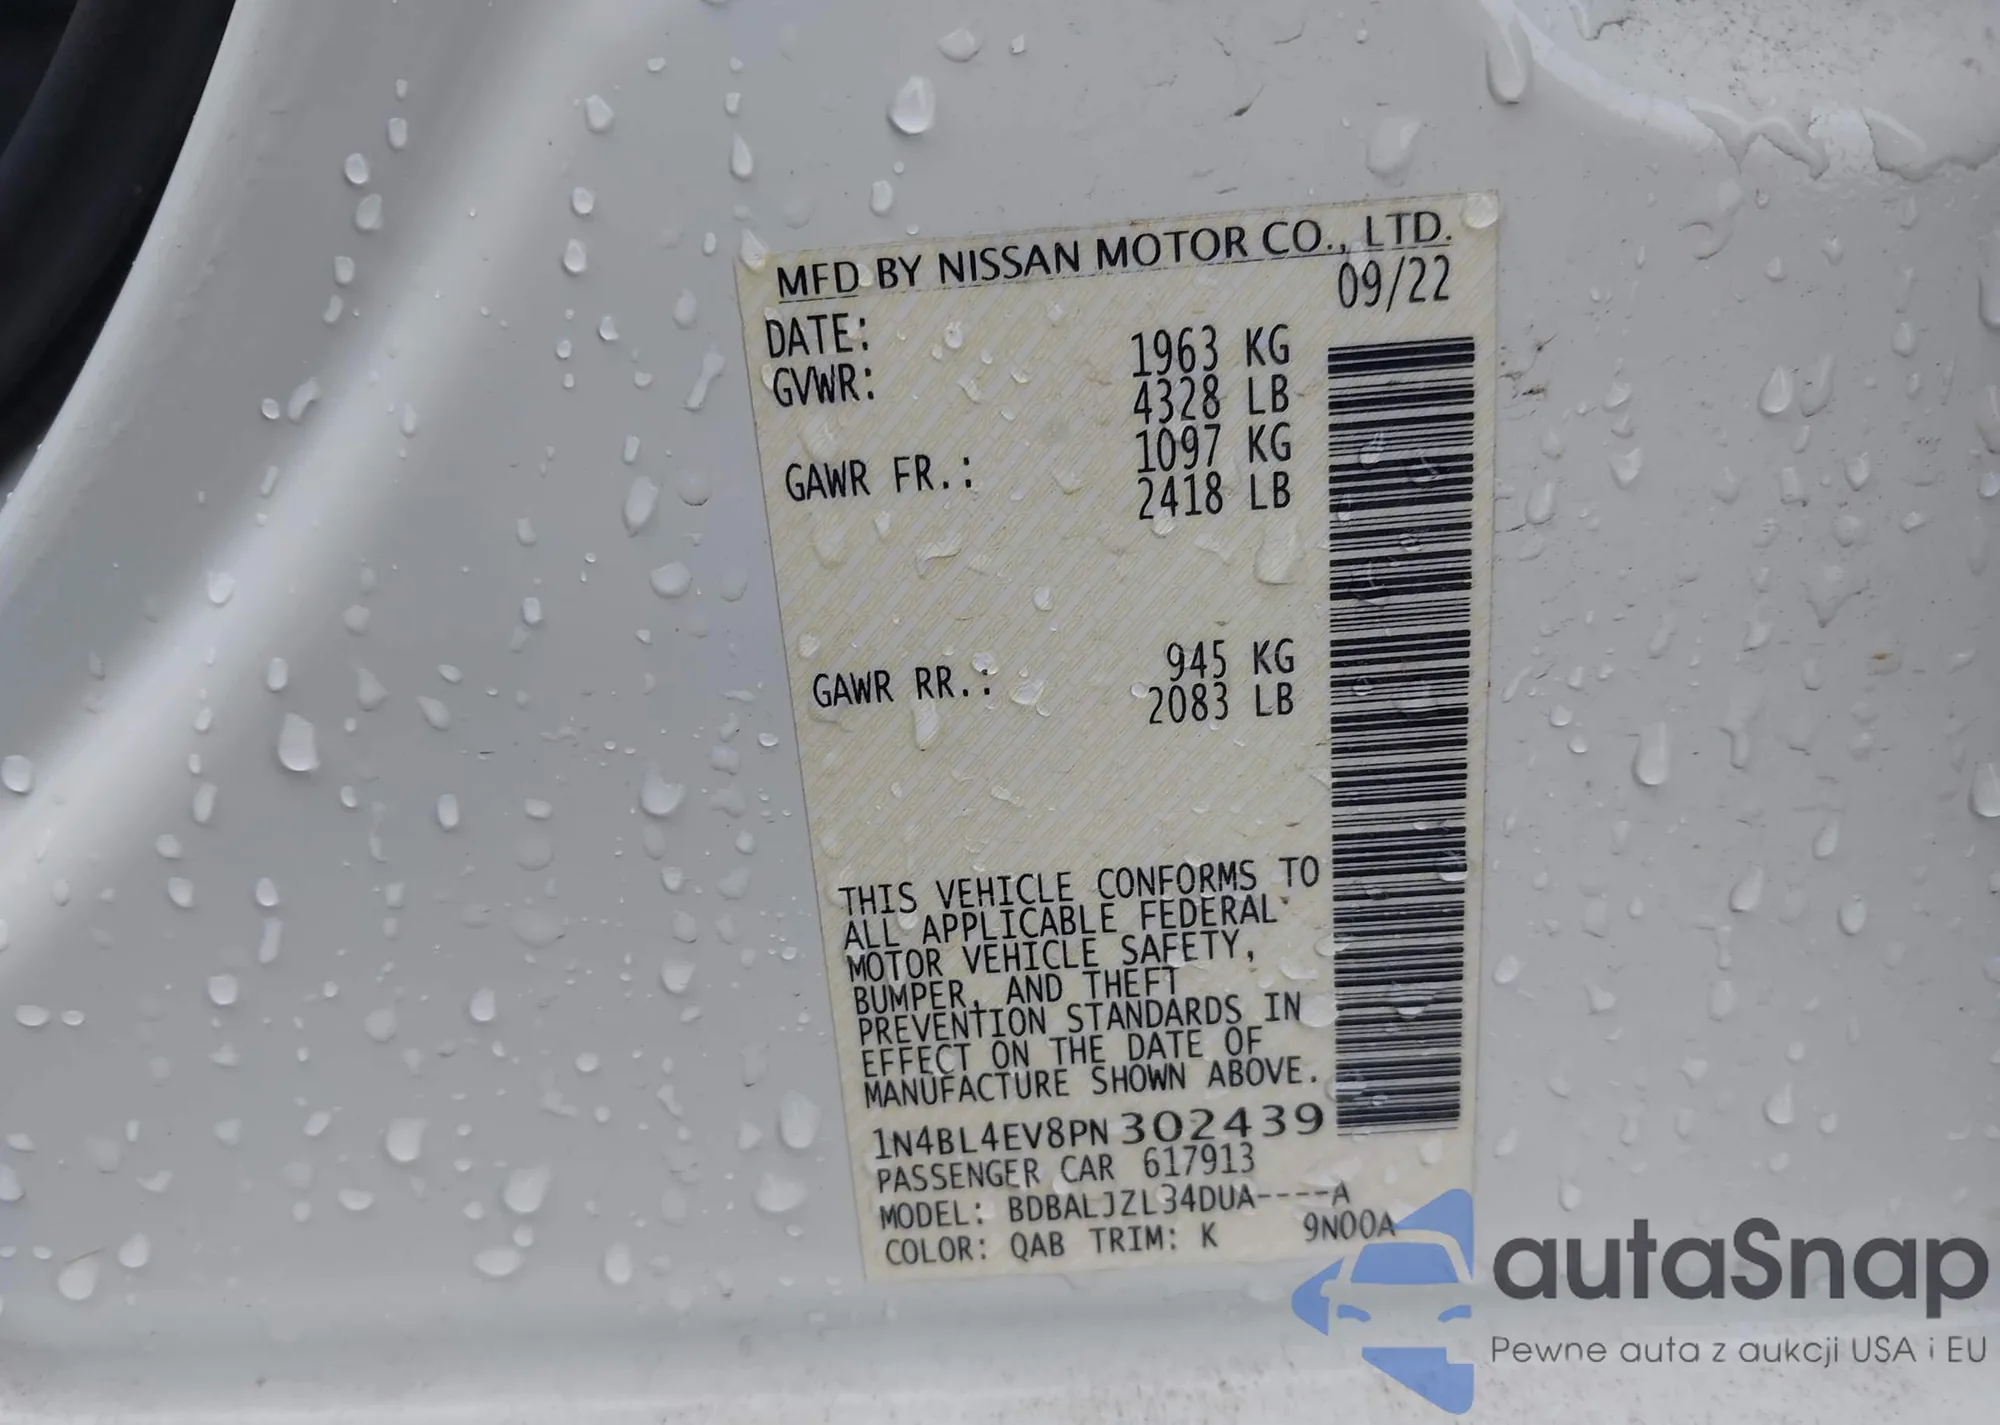 MFD BY NISSAN MOTOR CO., LTD.
DATE: 09/22
GVWR: 1963 KG
4328 LB
GAWR FR.: 1097 KG
2418 LB
GAWR RR.: 945 KG
2083 LB
THIS VEHICLE CONFORMS TO
ALL APPLICABLE FEDERAL
MOTOR VEHICLE SAFETY,
BUMPER, AND THEFT
PREVENTION STANDARDS IN
EFFECT ON THE DATE OF
MANUFACTURE SHOWN ABOVE.
1N4BL4EV8PN302439
PASSENGER CAR 617913
MODEL: BDBALJZL34DUA----A
COLOR: QAB TRIM: K 9N00A
autaSnap
Pewne auta z aukcji USA i EU